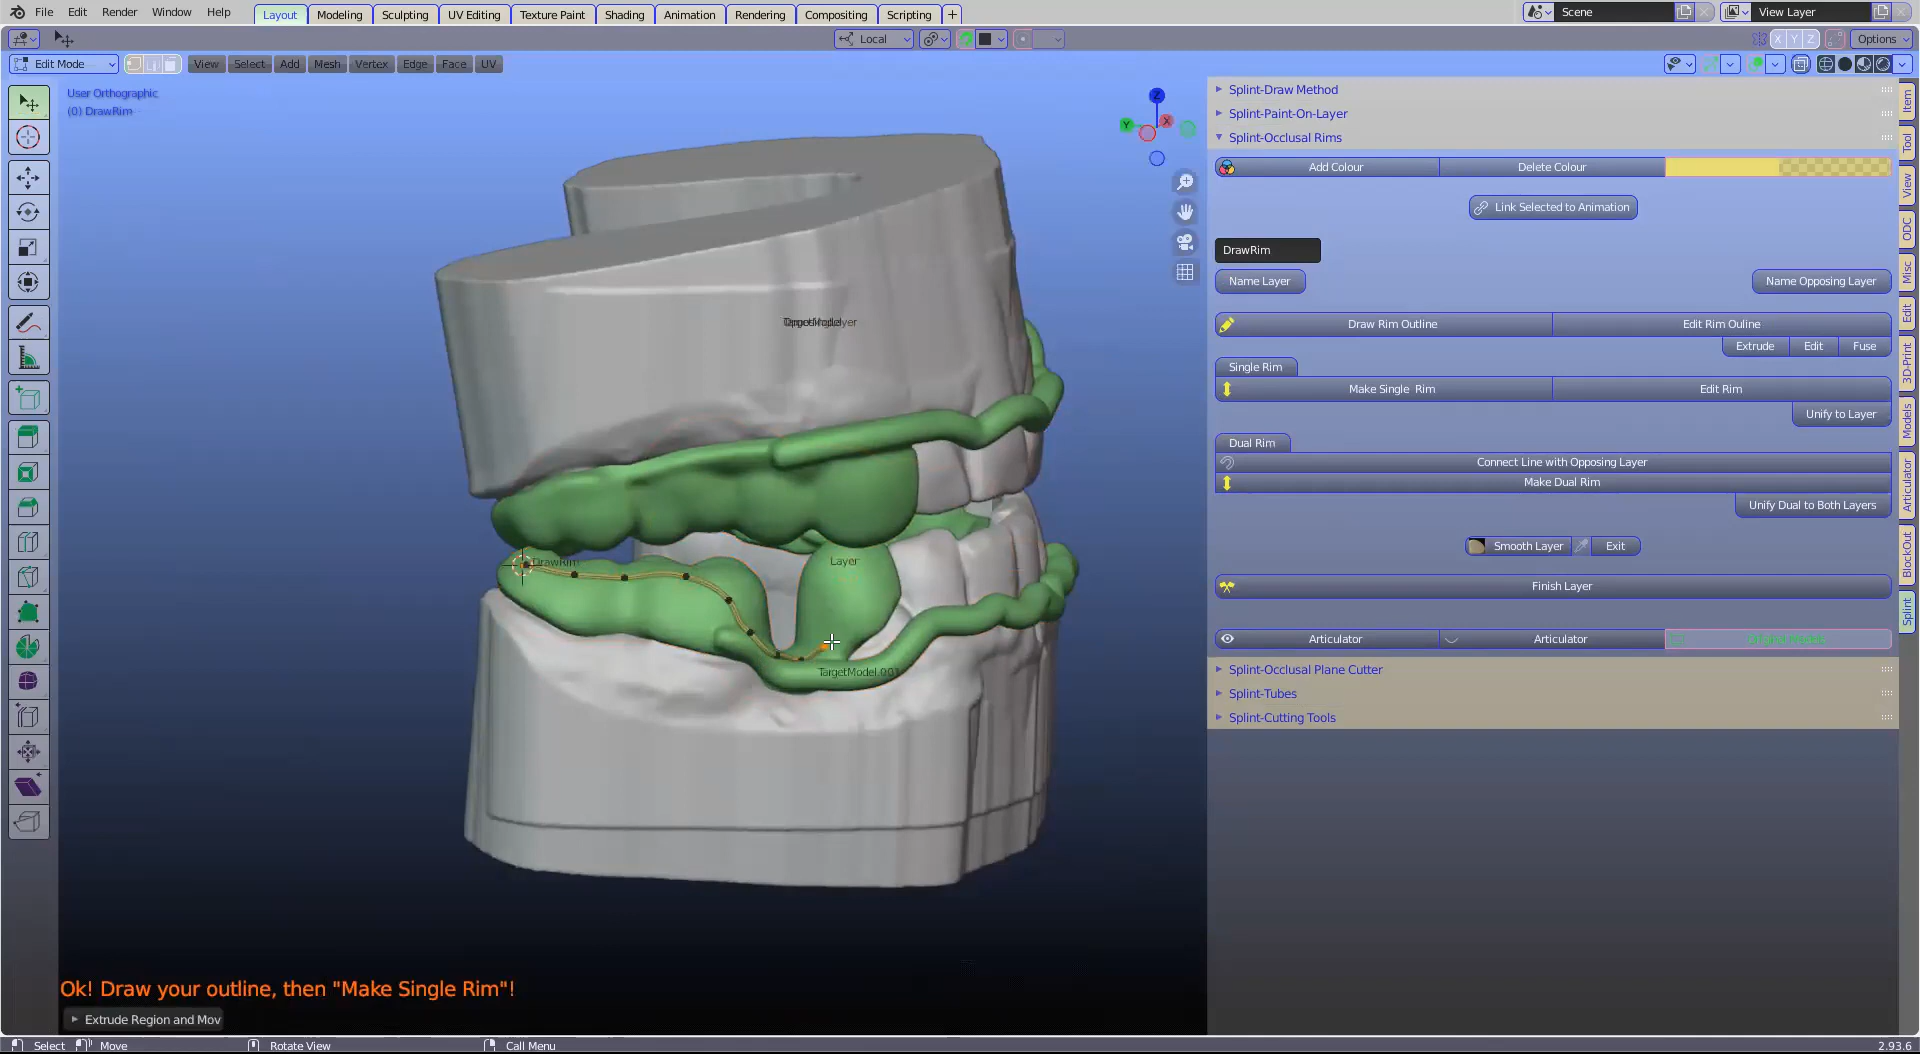 File Edit Render Window Help Layout Modeling Sculpting UV Editing Texture Paint Shading Animation Rendering Compositing Scripting + Scene View Layer
Local X Y Z Options
Edit Mode View Select Add Mesh Vertex Edge Face UV
User Orthographic
(0) DrawRim
Z
Y X
Layer
DrawRim
TargetModel.001
Splint-Draw Method
Splint-Paint-On-Layer
Splint-Occlusal Rims
Add Colour Delete Colour
Link Selected to Animation
DrawRim
Name Layer Name Opposing Layer
Draw Rim Outline Edit Rim Ouline
Extrude Edit Fuse
Single Rim
Make Single Rim Edit Rim
Unify to Layer
Dual Rim
Connect Line with Opposing Layer
Make Dual Rim
Unify Dual to Both Layers
Smooth Layer Exit
Finish Layer
Articulator Articulator
Splint-Occlusal Plane Cutter
Splint-Tubes
Splint-Cutting Tools
Item
Tool
View
ODC
Misc
Edit
3D-Print
Models
Articulator
BlockOut
Splint
Ok! Draw your outline, then "Make Single Rim"!
Extrude Region and Mov
Select Move Rotate View Call Menu 2.93.6